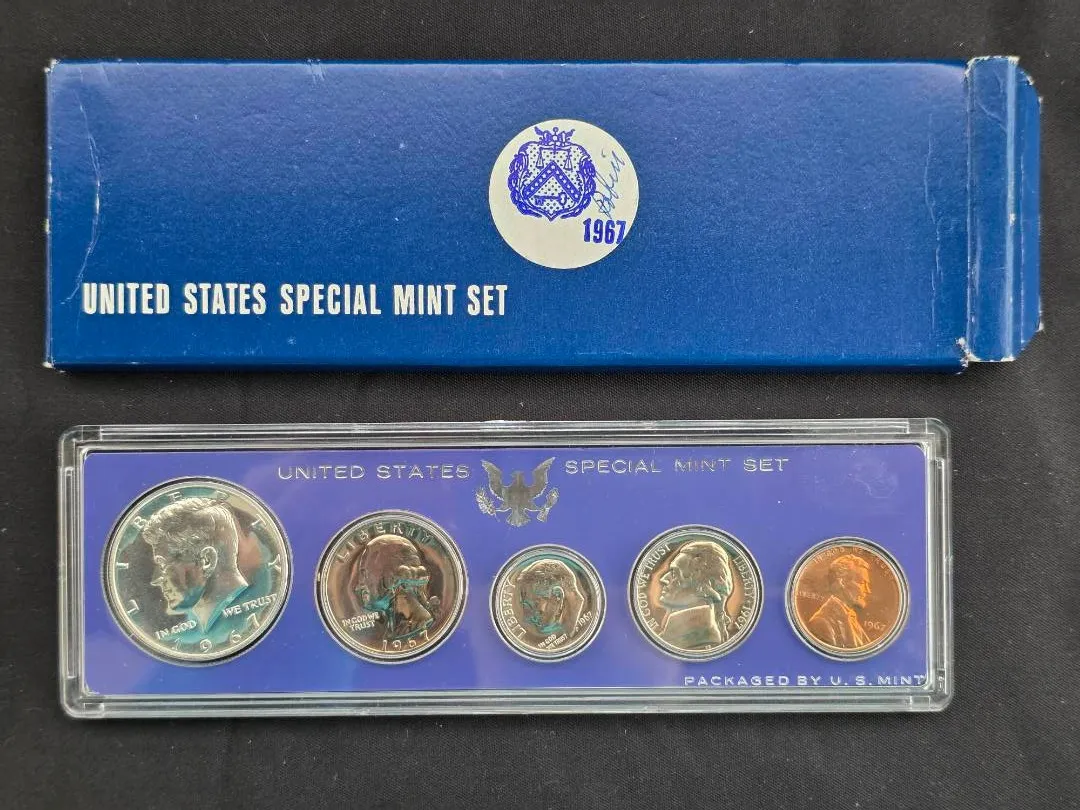 1967
UNITED STATES SPECIAL MINT SET
UNITED STATES SPECIAL MINT SET
LIBERTY
IN GOD WE TRUST
1967
LIBERTY
IN GOD WE TRUST
1967
LIBERTY
IN GOD WE TRUST
1967
IN GOD WE TRUST
LIBERTY 1967
IN GOD WE TRUST
LIBERTY
1967
PACKAGED BY U.S. MINT